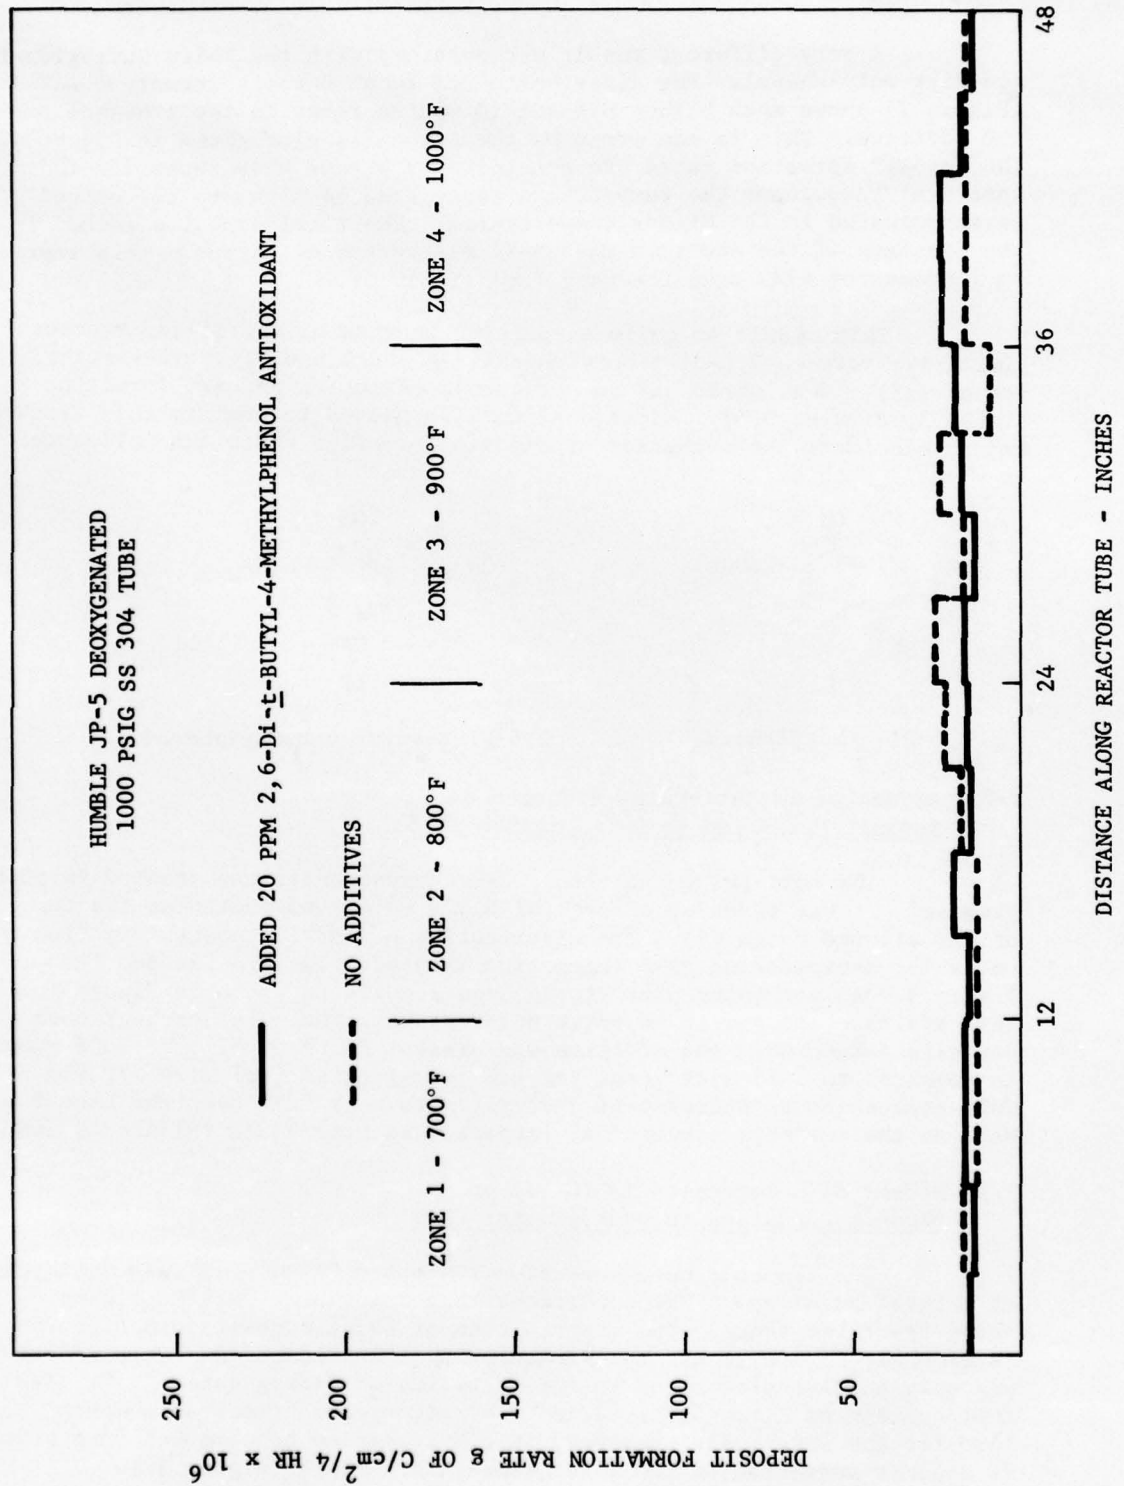 HUMBLE JP-5 DEOXYGENATED
1000 PSIG SS 304 TUBE
ADDED 20 PPM 2,6-Di-t-BUTYL-4-METHYLPHENOL ANTIOXIDANT
NO ADDITIVES
ZONE 1 - 700°F
ZONE 2 - 800°F
ZONE 3 - 900°F
ZONE 4 - 1000°F
250
200
150
100
50
DEPOSIT FORMATION RATE g OF C/cm²/4 HR x 10⁶
12
24
36
48
DISTANCE ALONG REACTOR TUBE - INCHES